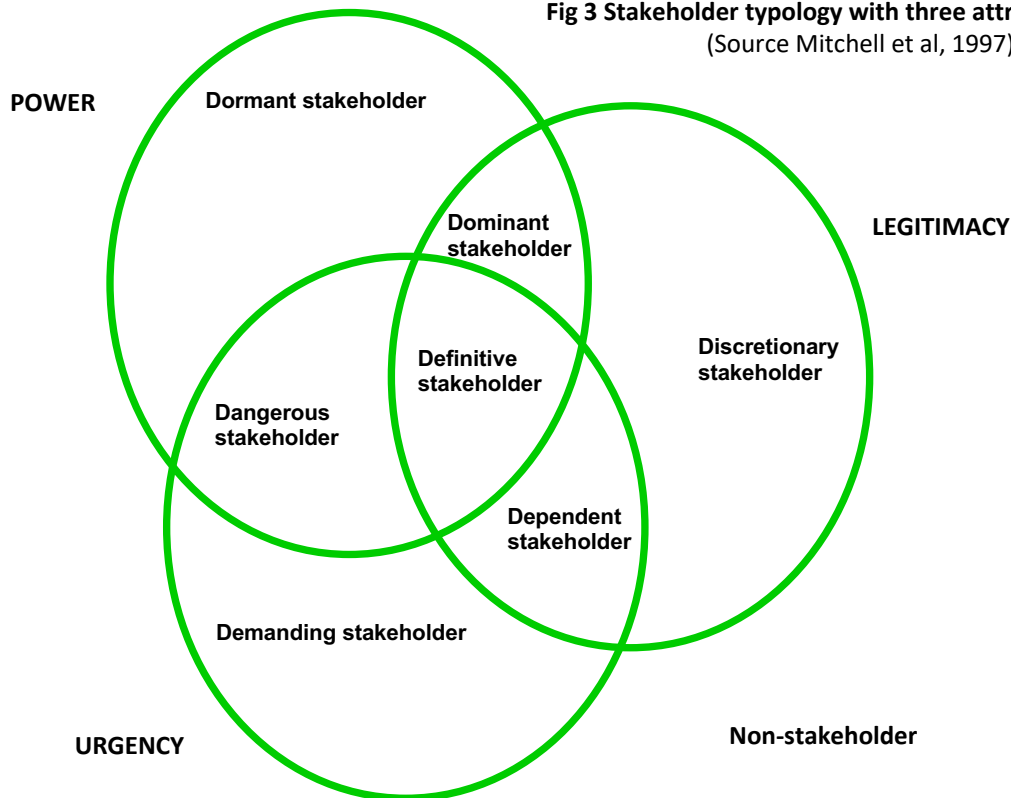 Fig 3 Stakeholder typology with three
(Source Mitchell et al, 1997)
POWER
Dormant stakeholder
Dominant
stakeholder
LEGITIMACY
Definitive
stakeholder
Discretionary
stakeholder
Dangerous
stakeholder
Dependent
stakeholder
Demanding stakeholder
URGENCY
Non-stakeholder